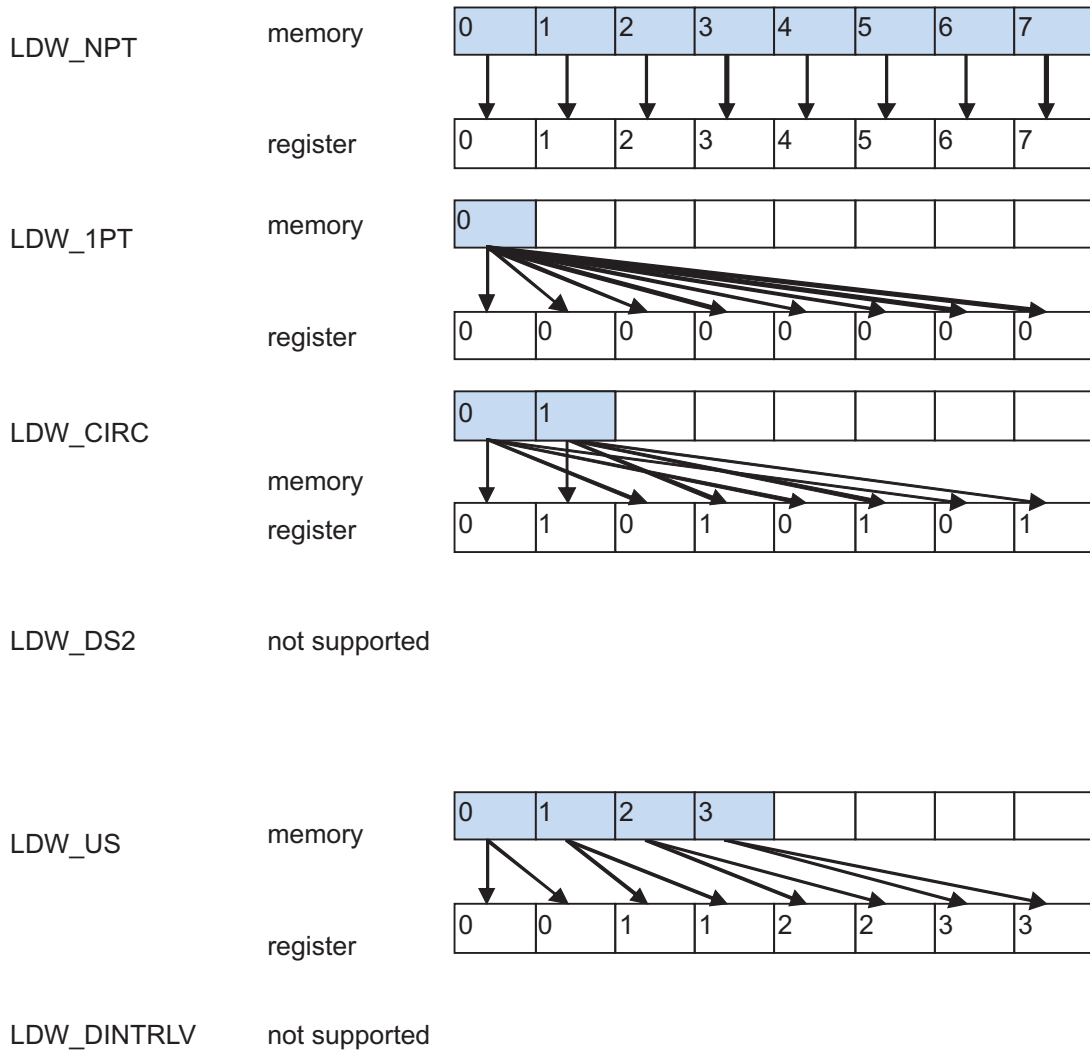 LDW_NPT memory 0 1 2 3 4 5 6 7
register 0 1 2 3 4 5 6 7
LDW_1PT memory 0
register 0 0 0 0 0 0 0 0
LDW_CIRC 0 1
memory
register 0 1 0 1 0 1 0 1
LDW_DS2 not supported
LDW_US memory 0 1 2 3
register 0 0 1 1 2 2 3 3
LDW_DINTRLV not supported